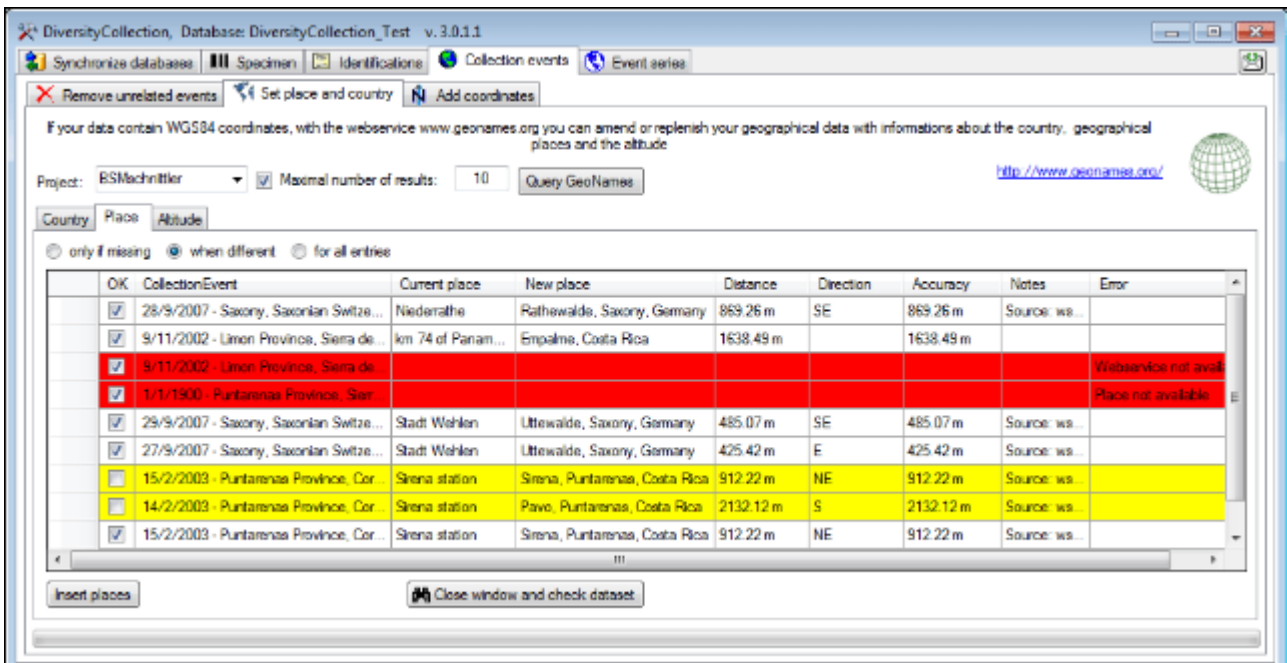 DiversityCollection, Database: DiversityCollection_Test v. 3.0.1.1
Synchronize databases Specimen Identifications Collection events Event series
Remove unrelated events Set place and country Add coordinates
If your data contain WGS84 coordinates, with the webservice www.geonames.org you can amend or replenish your geographical data with informations about the country, geographical
places and the altitude
http://www.geonames.org/
Project: BSMschnittler Maximal number of results: 10 Query GeoNames
Country Place Altitude
only if missing when different for all entries
OK CollectionEvent Current place New place Distance Direction Accuracy Notes Error
28/9/2007 - Saxony, Saxonian Switze... Niederrathe Rathewalde, Saxony, Germany 869.26 m SE 869.26 m Source: ws...
9/11/2002 - Limon Province, Sierra de... km 74 of Panam... Empalme, Costa Rica 1638.49 m 1638.49 m
9/11/2002 - Limon Province, Sierra de... Webservice not avail
1/1/1900 - Puntarenas Province, Sierr... Place not available
29/9/2007 - Saxony, Saxonian Switze... Stadt Wehlen Uttewalde, Saxony, Germany 485.07 m SE 485.07 m Source: ws...
27/9/2007 - Saxony, Saxonian Switze... Stadt Wehlen Uttewalde, Saxony, Germany 425.42 m E 425.42 m Source: ws...
15/2/2003 - Puntarenas Province, Cor... Sirena station Sirena, Puntarenas, Costa Rica 912.22 m NE 912.22 m Source: ws...
14/2/2003 - Puntarenas Province, Cor... Sirena station Pavo, Puntarenas, Costa Rica 2132.12 m S 2132.12 m Source: ws...
15/2/2003 - Puntarenas Province, Cor... Sirena station Sirena, Puntarenas, Costa Rica 912.22 m NE 912.22 m Source: ws...
Insert places Close window and check dataset